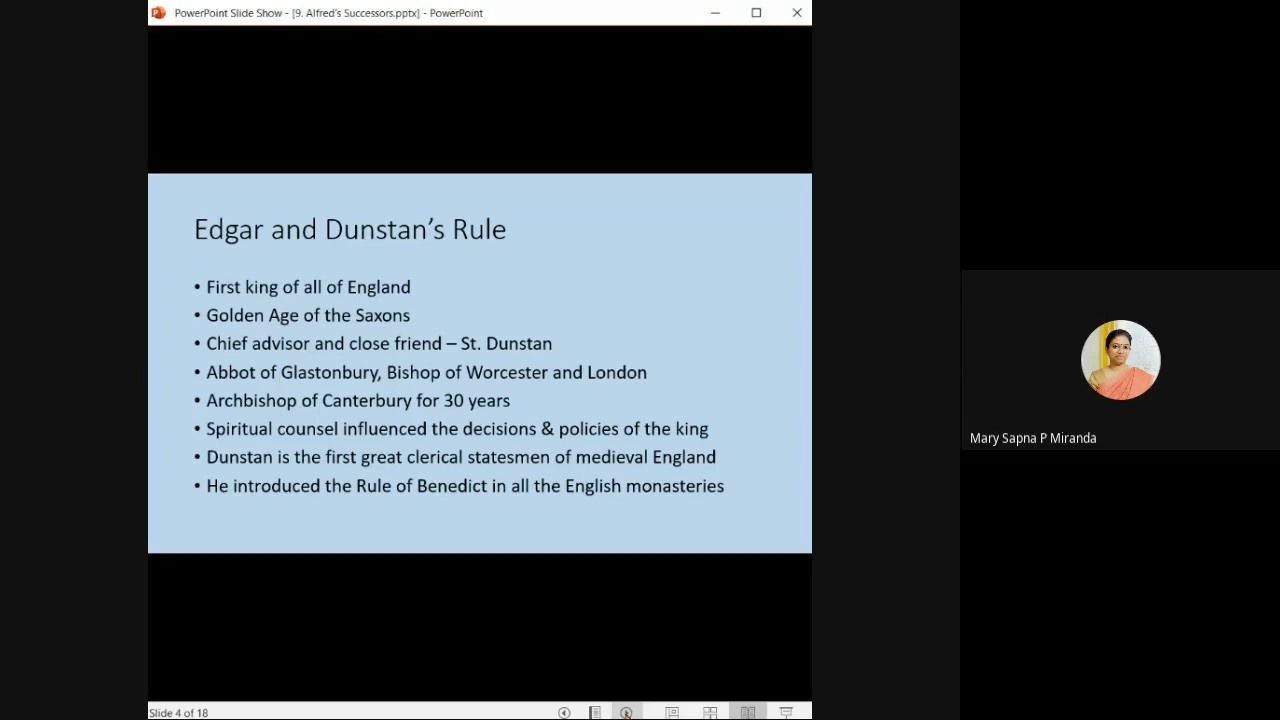 PowerPoint Slide Show - [9. Alfred's Successors.pptx] - PowerPoint
Edgar and Dunstan's Rule
• First king of all of England
• Golden Age of the Saxons
• Chief advisor and close friend – St. Dunstan
• Abbot of Glastonbury, Bishop of Worcester and London
• Archbishop of Canterbury for 30 years
• Spiritual counsel influenced the decisions & policies of the king
• Dunstan is the first great clerical statesmen of medieval England
• He introduced the Rule of Benedict in all the English monasteries
Mary Sapna P Miranda
Slide 4 of 18